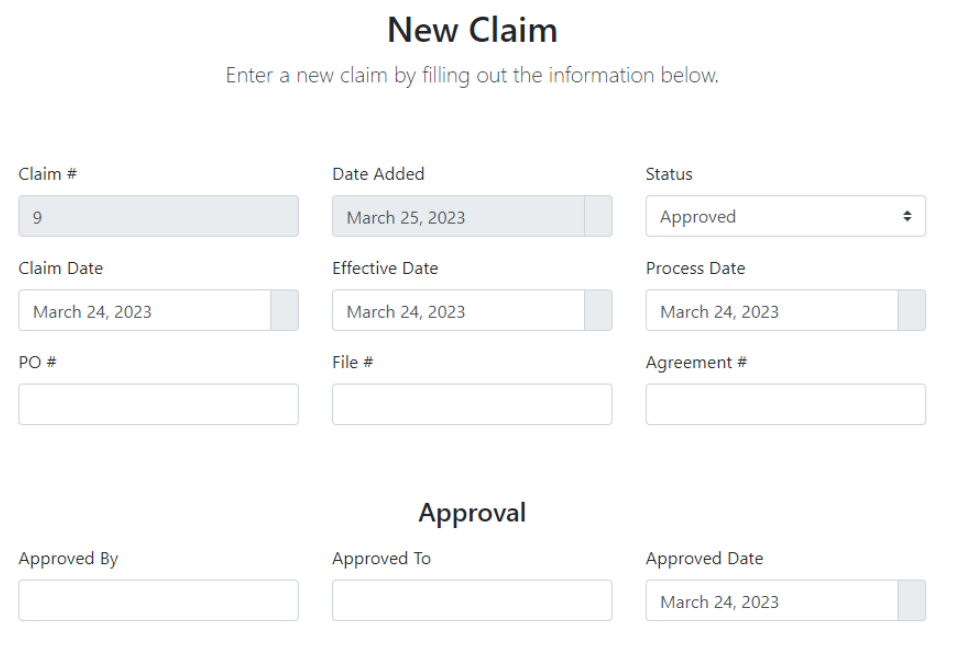 New Claim
Enter a new claim by filling out the information below.
Claim # Date Added Status
9 March 25, 2023 Approved
Claim Date Effective Date Process Date
March 24, 2023 March 24, 2023 March 24, 2023
PO # File # Agreement #
Approval
Approved By Approved To Approved Date
March 24, 2023